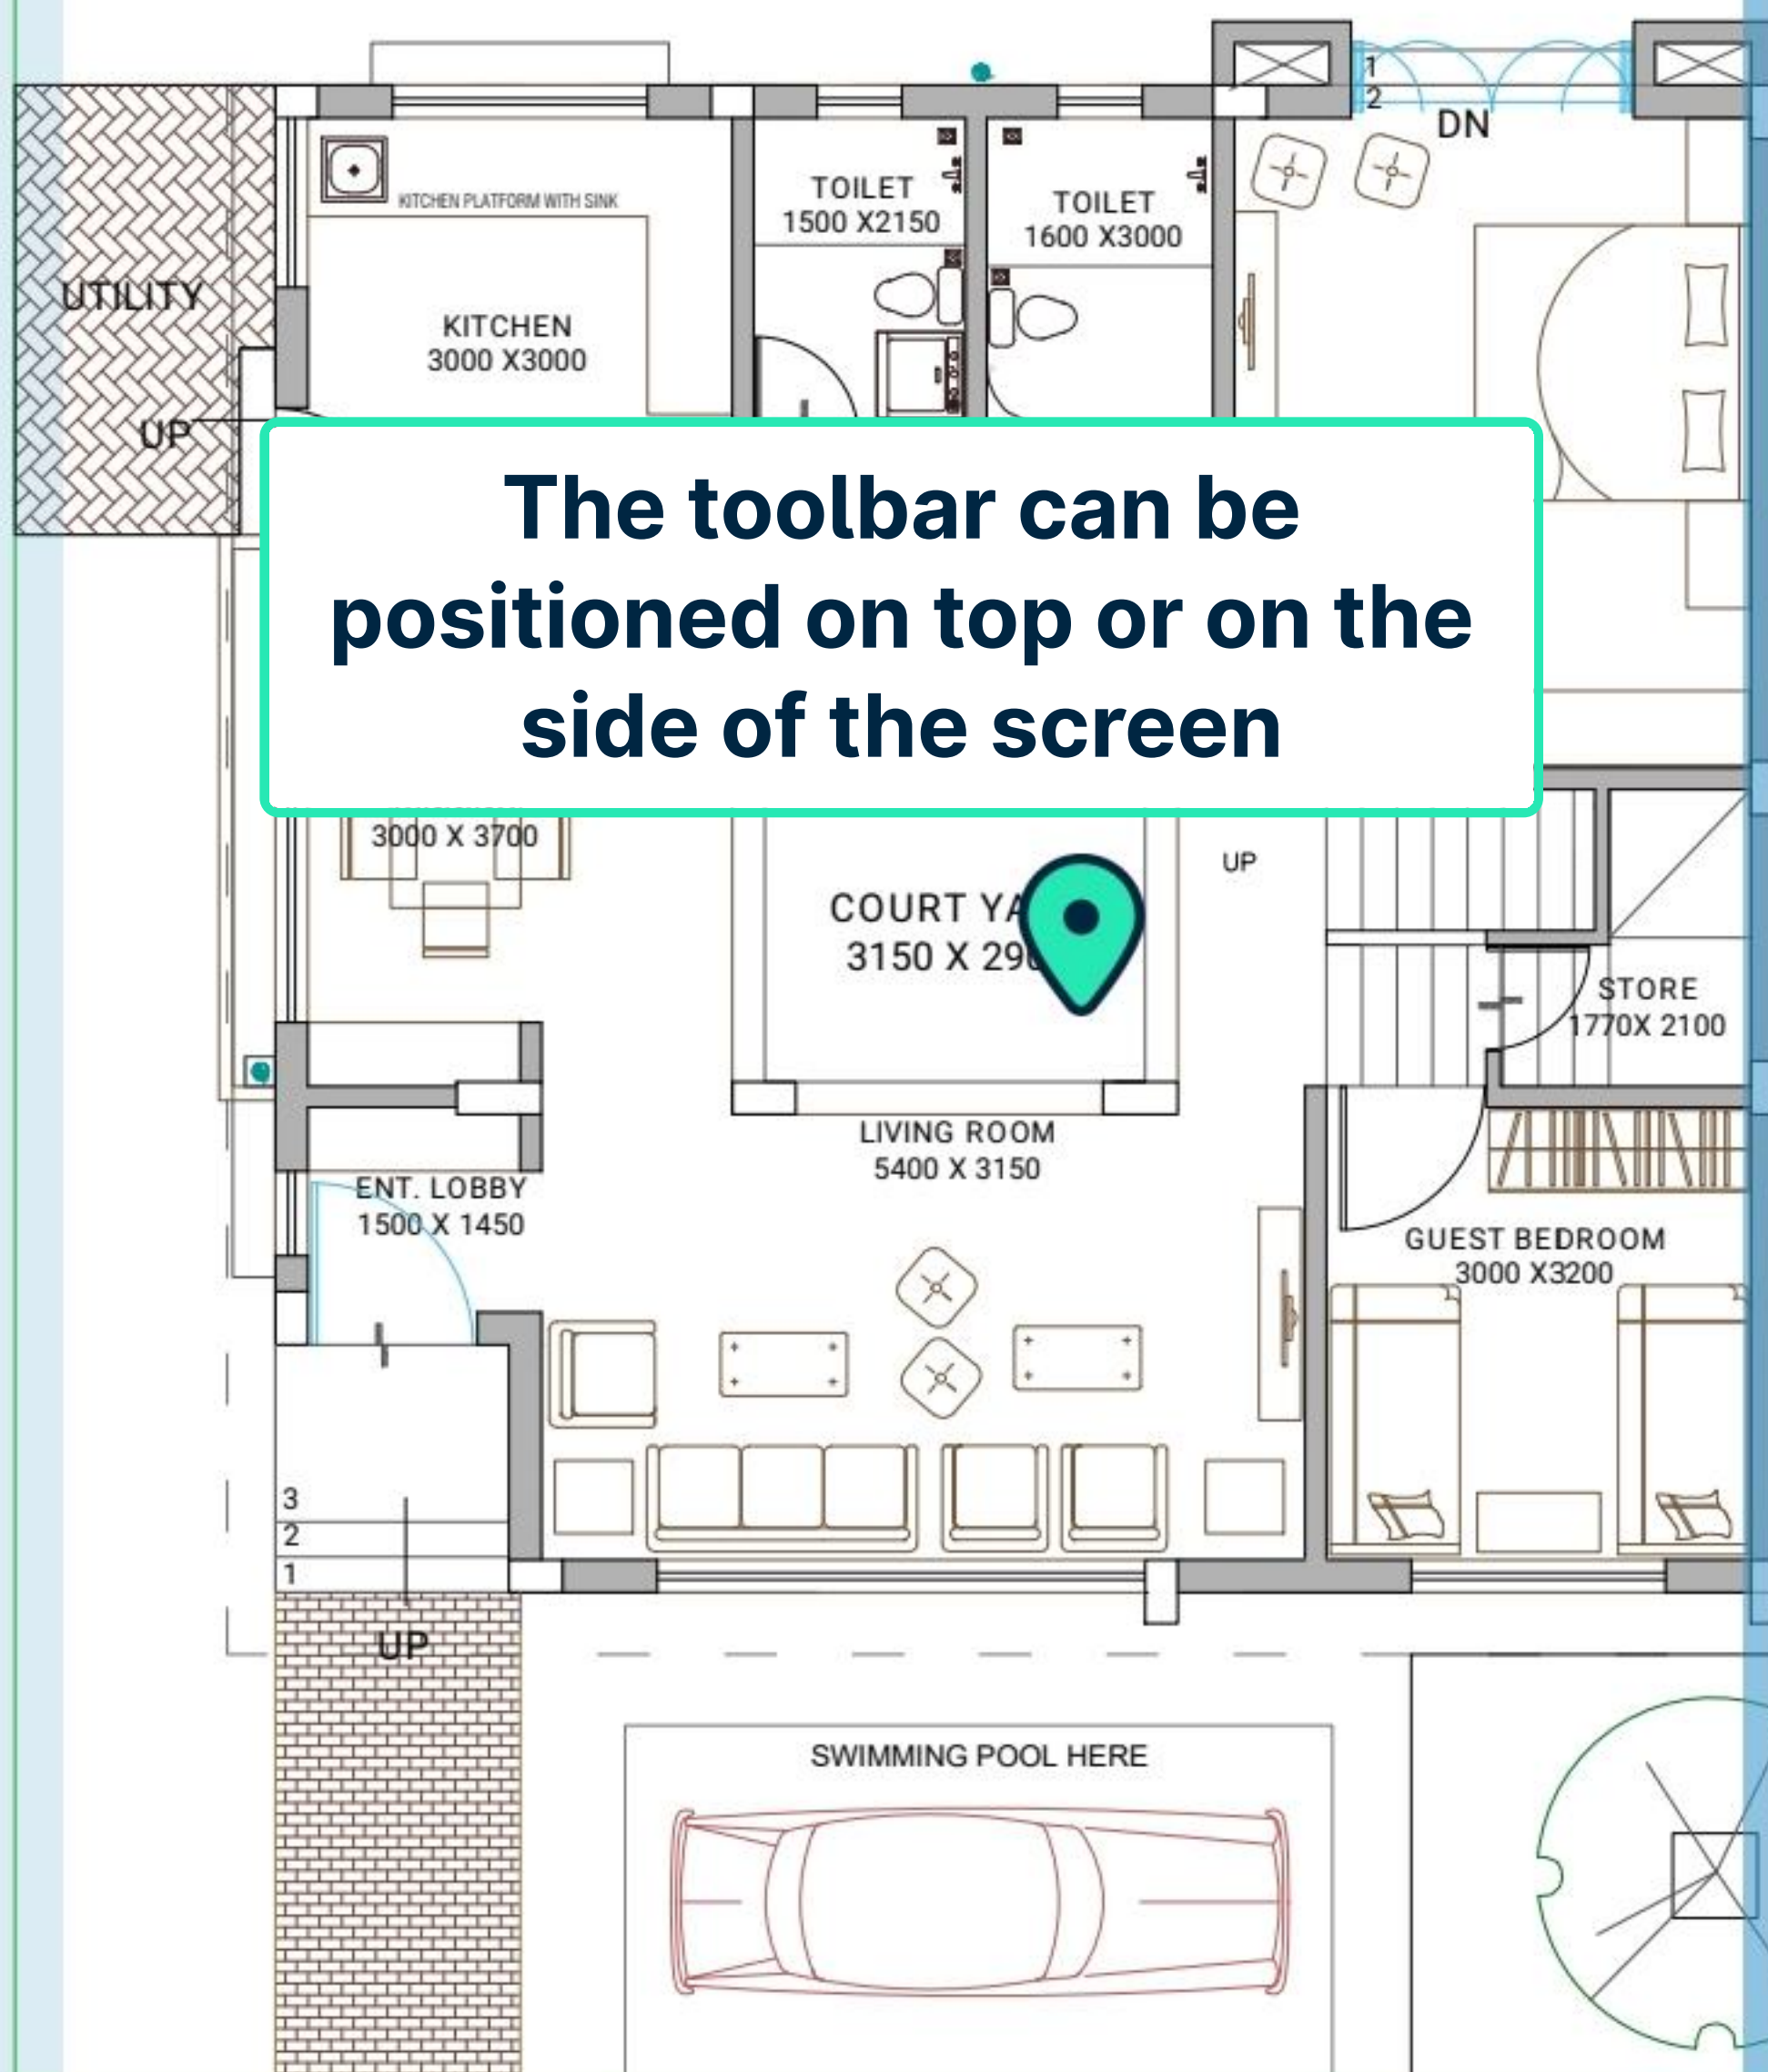 1
2
DN
TOILET
1500 X2150
TOILET
1600 X3000
KITCHEN PLATFORM WITH SINK
UTILITY
KITCHEN
3000 X3000
UP
The toolbar can be
positioned on top or on the
side of the screen
3000 X 3700
UP
COURT
3150 X
STORE
1770X 2100
LIVING ROOM
5400 X 3150
ENT. LOBBY
1500 X 1450
GUEST BEDROOM
3000 X3200
3
2
1
UP
SWIMMING POOL HERE